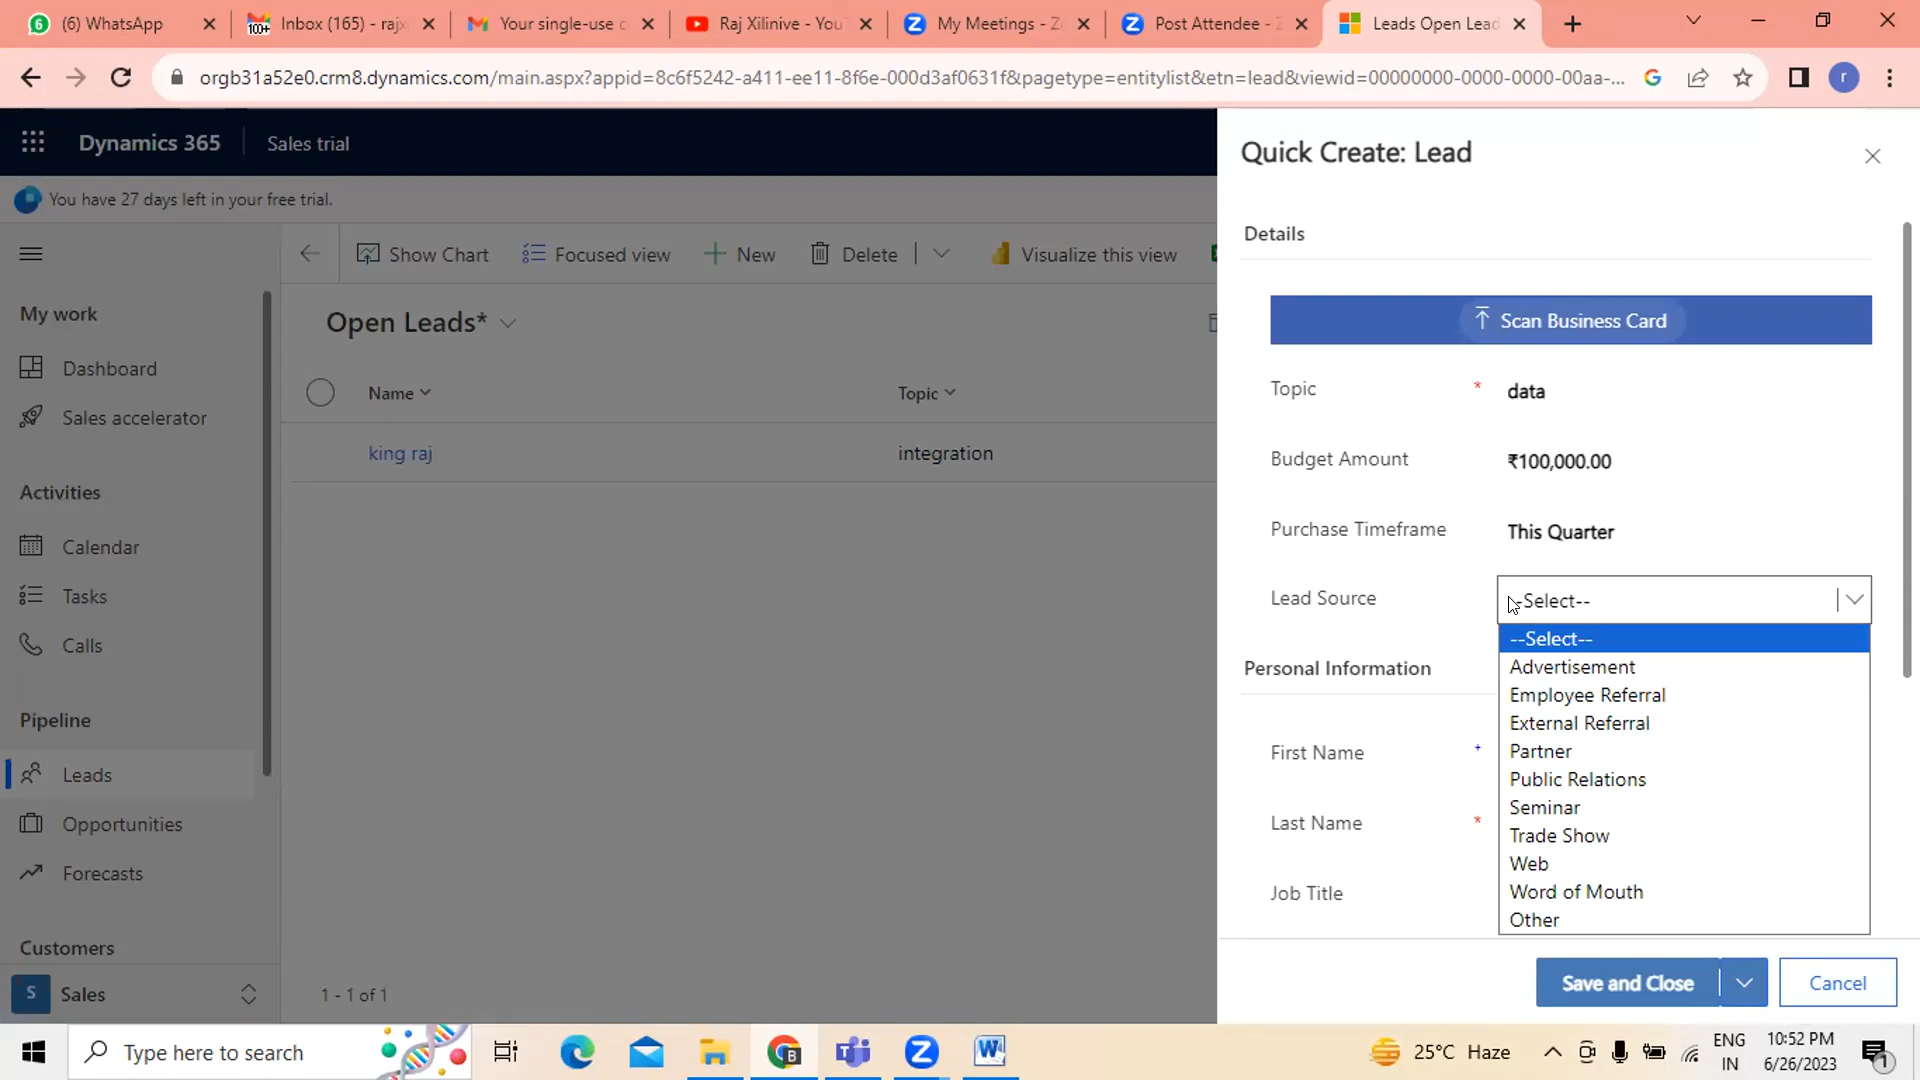 (6) WhatsApp
100+ Inbox (165) - rajx
Your single-use c
Raj Xilinive - You
My Meetings - Z
Post Attendee - Z
Leads Open Lead
orgb31a52e0.crm8.dynamics.com/main.aspx?appid=8c6f5242-a411-ee11-8f6e-000d3af0631f&pagetype=entitylist&etn=lead&viewid=00000000-0000-0000-00aa-...
r
Dynamics 365
Sales trial
You have 27 days left in your free trial.
Show Chart
Focused view
New
Delete
Visualize this view
My work
Dashboard
Sales accelerator
Activities
Calendar
Tasks
Calls
Pipeline
Leads
Opportunities
Forecasts
Customers
S Sales
Open Leads*
Name
Topic
king raj
integration
1 - 1 of 1
Quick Create: Lead
Details
Scan Business Card
Topic * data
Budget Amount ₹100,000.00
Purchase Timeframe This Quarter
Lead Source --Select--
--Select--
Advertisement
Employee Referral
External Referral
Partner
Public Relations
Seminar
Trade Show
Web
Word of Mouth
Other
Personal Information
First Name +
Last Name *
Job Title
Save and Close
Cancel
Type here to search
25°C Haze
ENG
IN
10:52 PM
6/26/2023
1